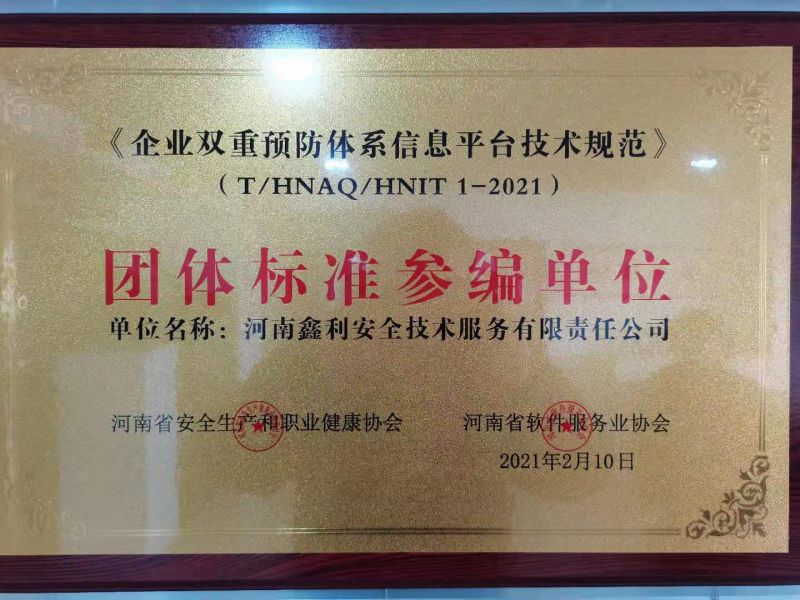 《企业双重预防体系信息平台技术规范》
（T/HNAQ/HNIT 1-2021）
团体标准参编单位
单位名称：河南鑫利安全技术服务有限责任公司
河南省安全生产和职业健康协会
河南省软件服务业协会
2021年2月10日